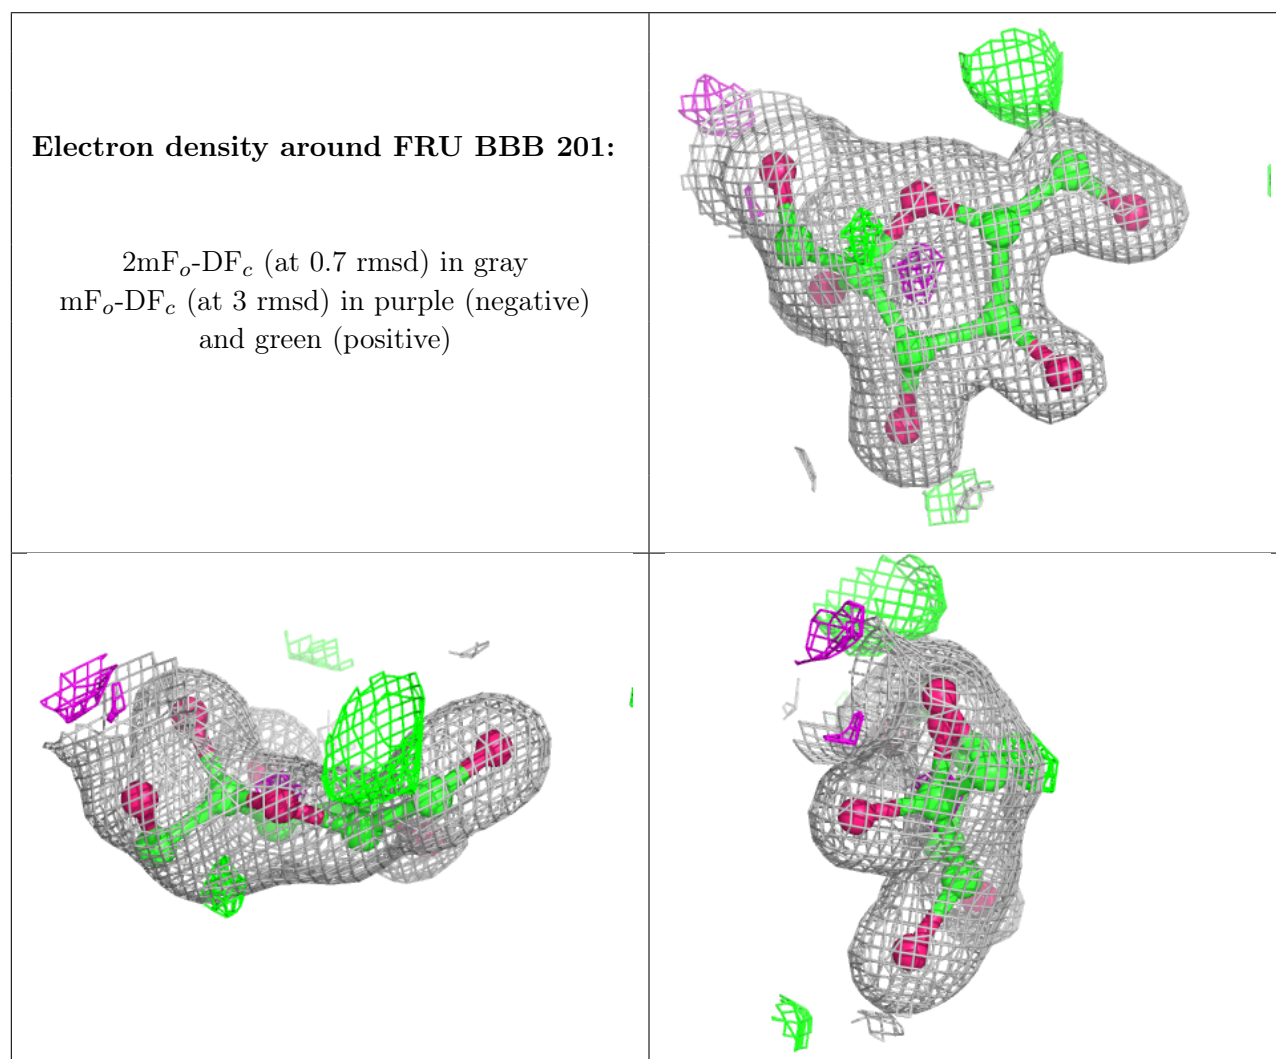 Electron density around FRU BBB 201:
2mFo-DFc (at 0.7 rmsd) in gray
mFo-DFc (at 3 rmsd) in purple (negative)
and green (positive)